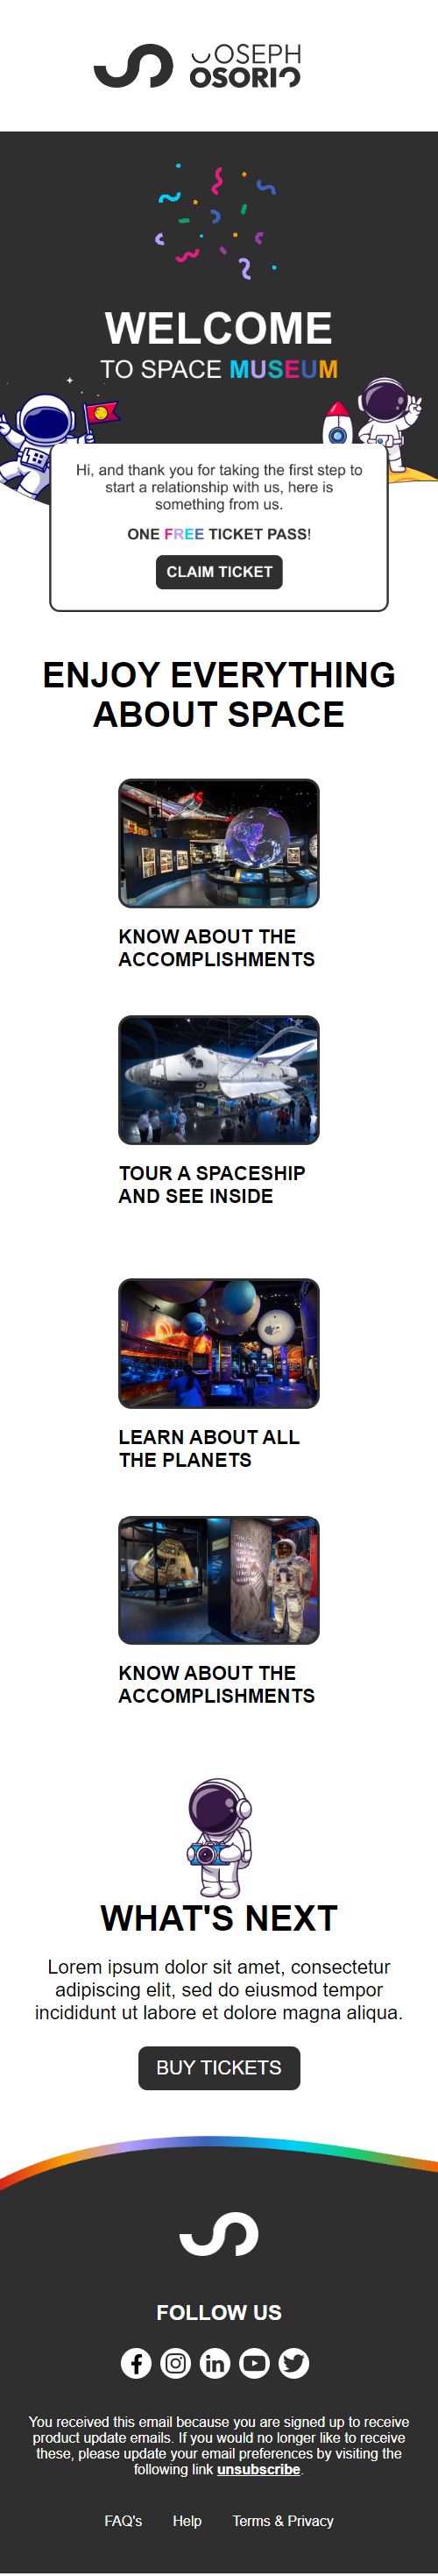 JOSEPH
OSORIO
WELCOME
TO SPACE MUSEUM
Hi, and thank you for taking the first step to
start a relationship with us, here is
something from us.
ONE FREE TICKET PASS!
CLAIM TICKET
ENJOY EVERYTHING
ABOUT SPACE
KNOW ABOUT THE
ACCOMPLISHMENTS
TOUR A SPACESHIP
AND SEE INSIDE
LEARN ABOUT ALL
THE PLANETS
KNOW ABOUT THE
ACCOMPLISHMENTS
WHAT'S NEXT
Lorem ipsum dolor sit amet, consectetur
adipiscing elit, sed do eiusmod tempor
incididunt ut labore et dolore magna aliqua.
BUY TICKETS
FOLLOW US
You received this email because you are signed up to receive
product update emails. If you would no longer like to receive
these, please update your email preferences by visiting the
following link unsubscribe.
FAQ's Help Terms & Privacy